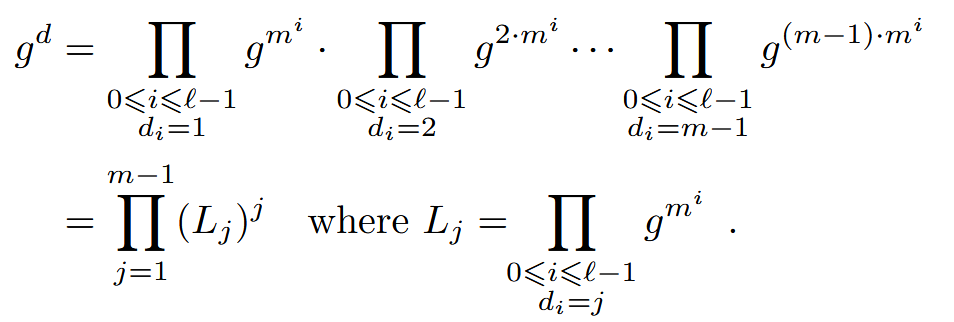 g^d = ∏_{0⩽i⩽ℓ−1, d_i=1} g^{m^i} · ∏_{0⩽i⩽ℓ−1, d_i=2} g^{2·m^i} ⋯ ∏_{0⩽i⩽ℓ−1, d_i=m−1} g^{(m−1)·m^i}
= ∏_{j=1}^{m−1} (L_j)^j where L_j = ∏_{0⩽i⩽ℓ−1, d_i=j} g^{m^i} .